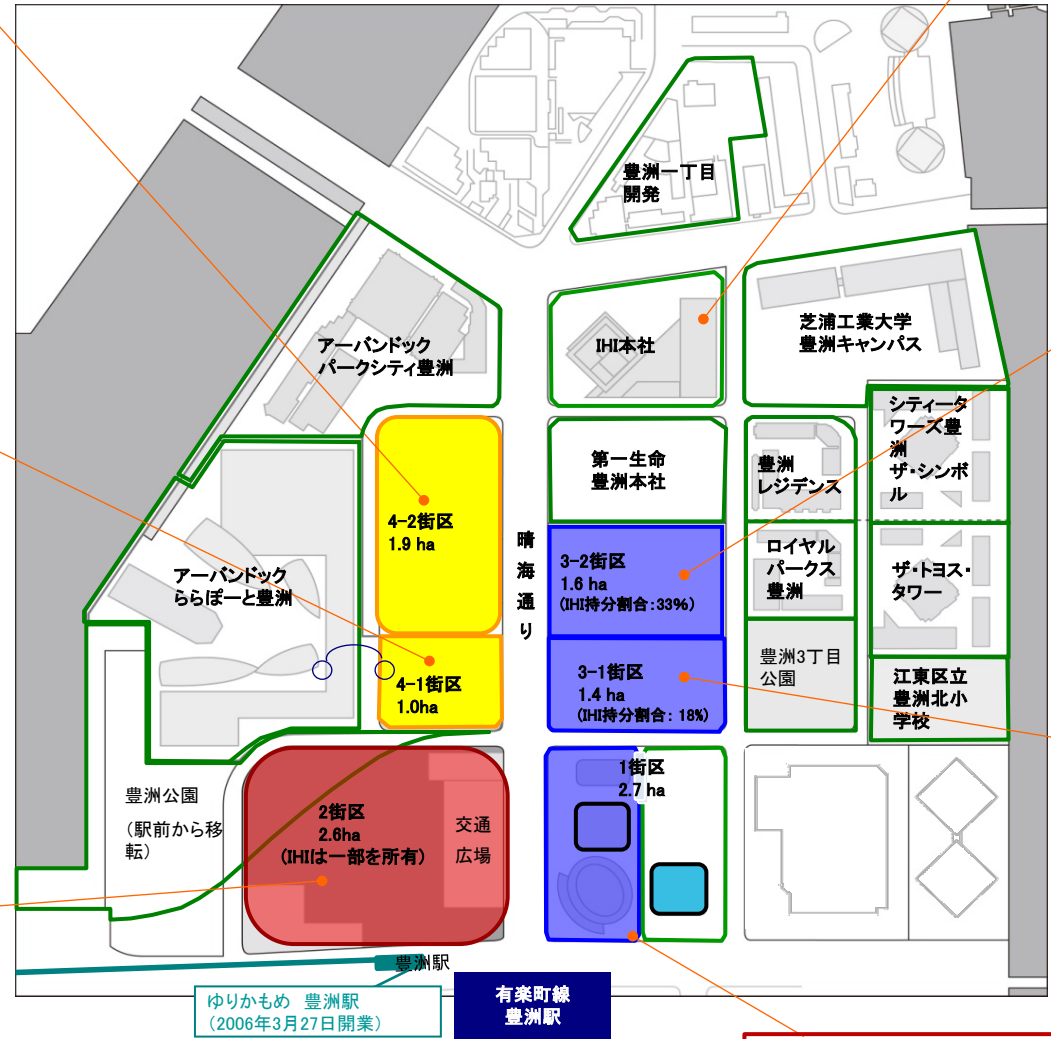 豊洲一丁目
開発
アーバンドック
パークシティ豊洲
IHI本社
芝浦工業大学
豊洲キャンパス
シティータ
ワーズ豊
洲
ザ・シンボ
ル
第一生命
豊洲本社
豊洲
レジデンス
4-2街区
1.9 ha
晴
海
通
り
3-2街区
1.6 ha
(IHI持分割合:33%)
ロイヤル
パークス
豊洲
ザ・トヨス・
タワー
アーバンドック
ららぽーと豊洲
4-1街区
1.0ha
3-1街区
1.4 ha
(IHI持分割合: 18%)
豊洲3丁目
公園
江東区立
豊洲北小
学校
豊洲公園
(駅前から移
転)
2街区
2.6ha
(IHIは一部を所有)
交通
広場
1街区
2.7 ha
豊洲駅
ゆりかもめ 豊洲駅
(2006年3月27日開業)
有楽町線
豊洲駅